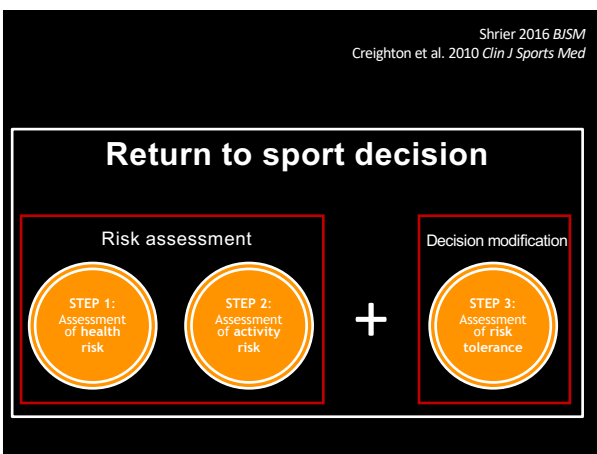 Shrier 2016 BJSM
Creighton et al. 2010 Clin J Sports Med
Return to sport decision
Risk assessment
STEP 1:
Assessment
of health
risk
STEP 2:
Assessment
of activity
risk
+
Decision modification
STEP 3:
Assessment
of risk
tolerance